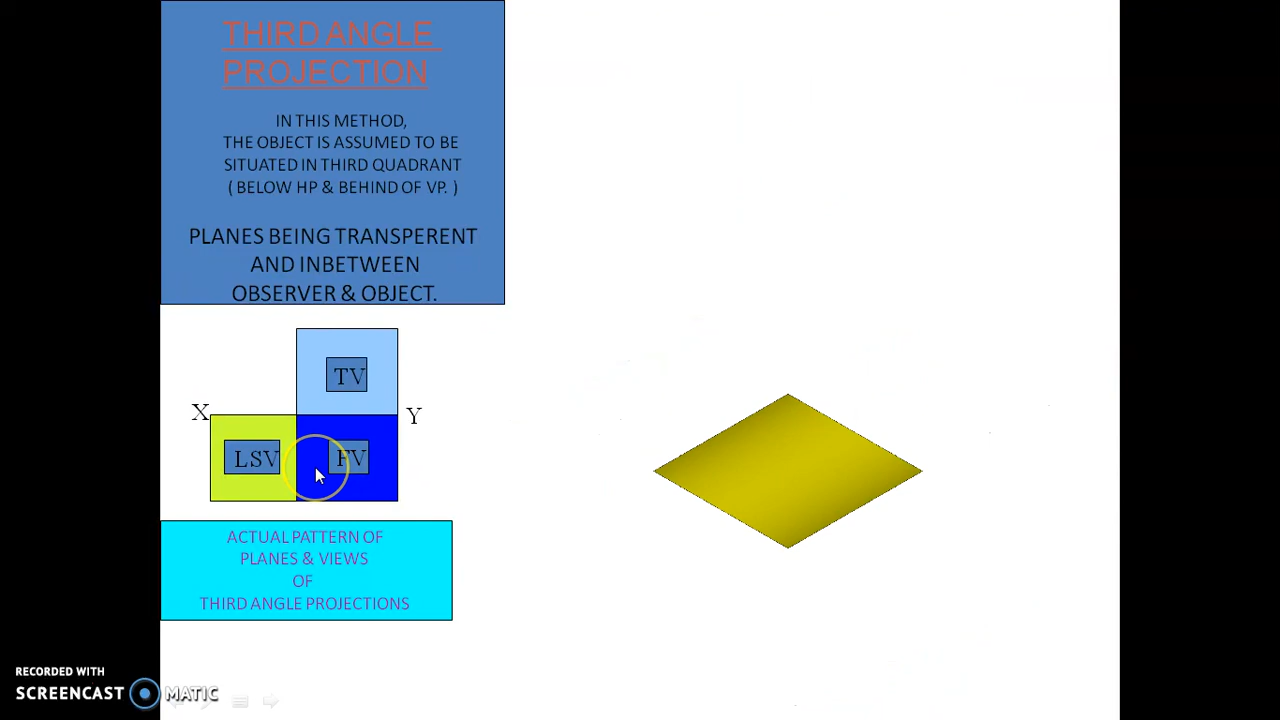 THIRD ANGLE
PROJECTION
IN THIS METHOD,
THE OBJECT IS ASSUMED TO BE
SITUATED IN THIRD QUADRANT
( BELOW HP & BEHIND OF VP. )
PLANES BEING TRANSPERENT
AND INBETWEEN
OBSERVER & OBJECT.
TV
X
Y
LSV
FV
ACTUAL PATTERN OF
PLANES & VIEWS
OF
THIRD ANGLE PROJECTIONS
RECORDED WITH
SCREENCAST MATIC